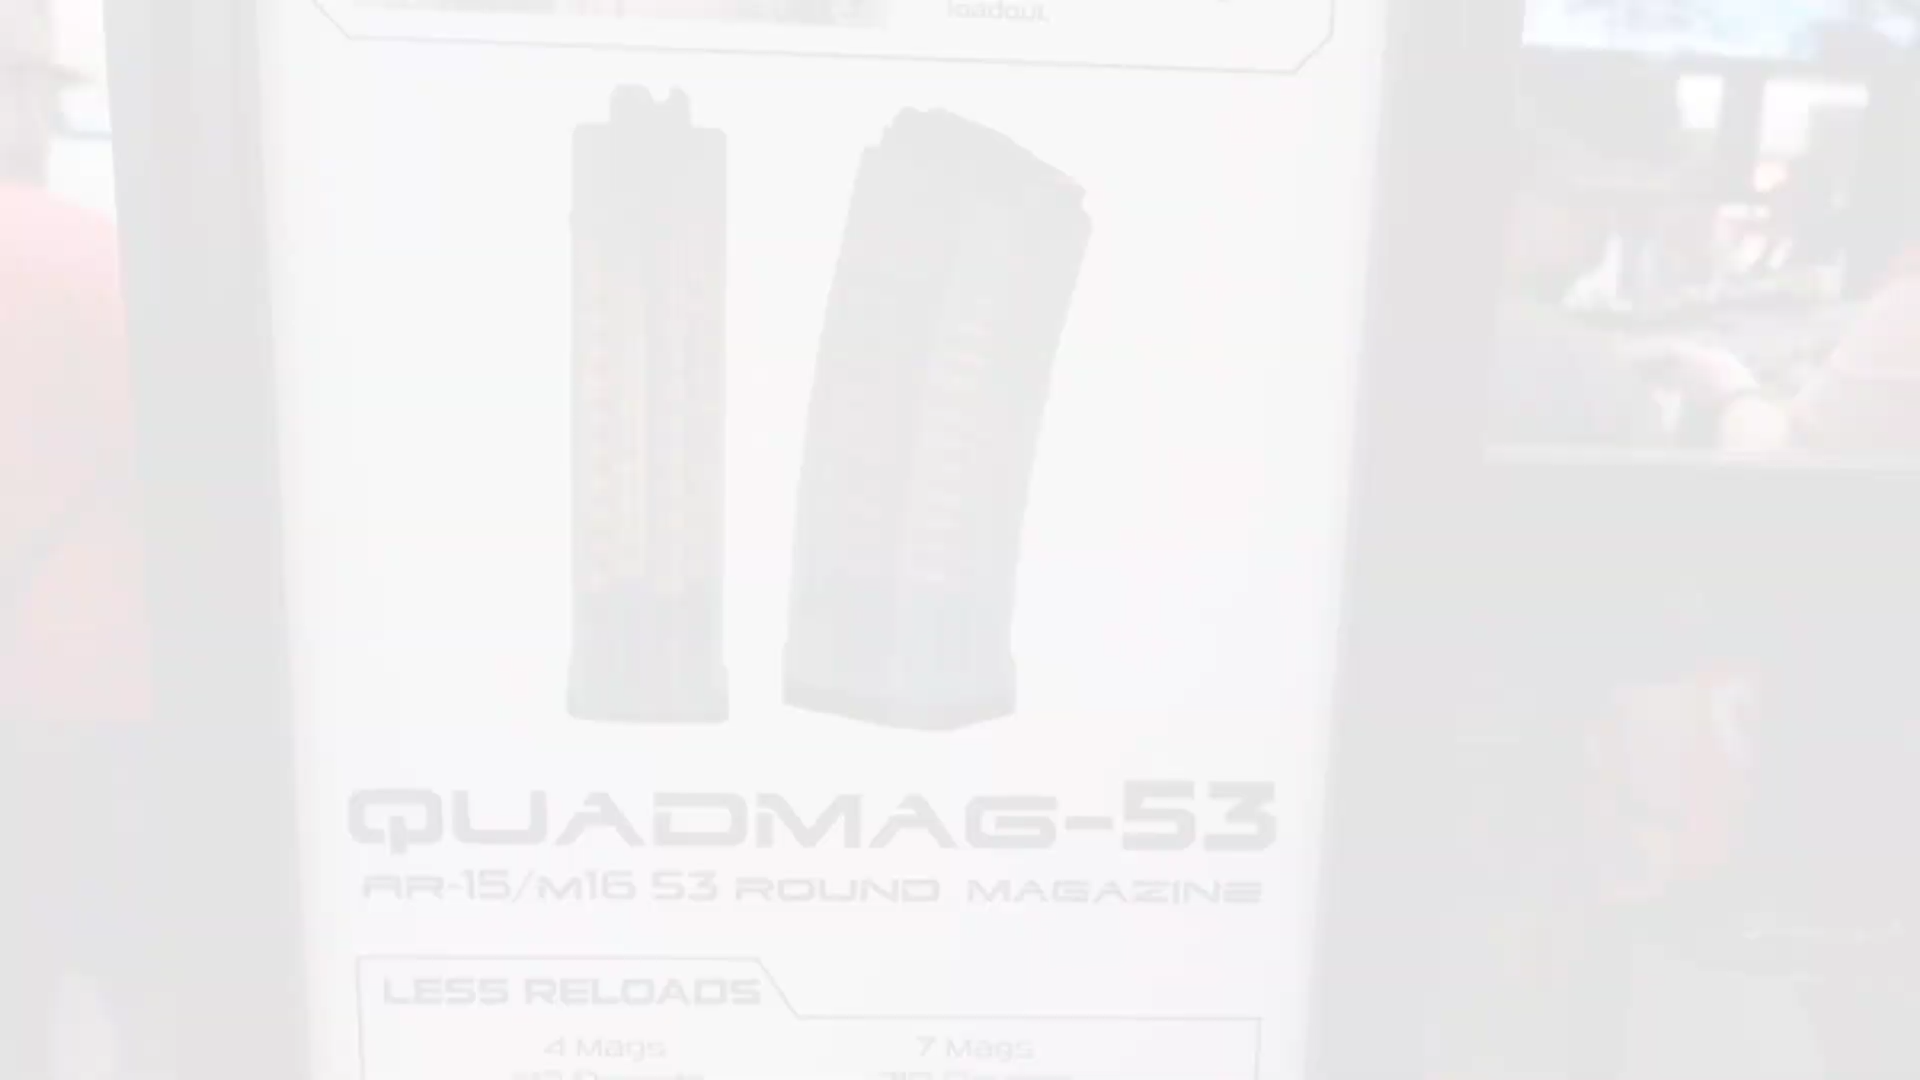 loadout.
QUADMAG-53
AR-15/M16 53 ROUND MAGAZINE
LESS RELOADS
4 Mags
7 Mags